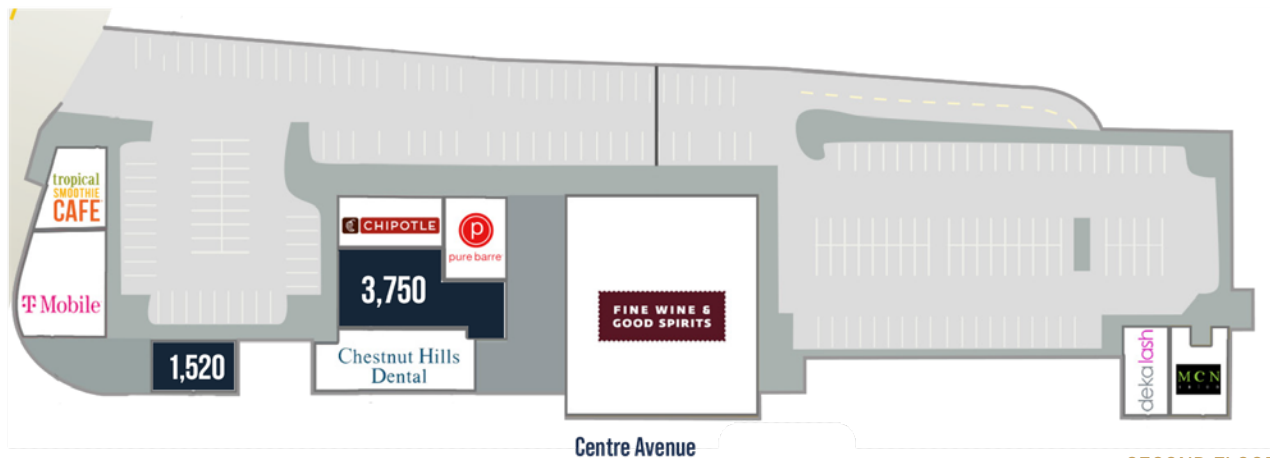 tropical
SMOOTHIE
CAFE
CHIPOTLE
pure barre
3,750
T Mobile
FINE WINE &
GOOD SPIRITS
1,520
Chestnut Hills
Dental
dekalash
MCN
Centre Avenue